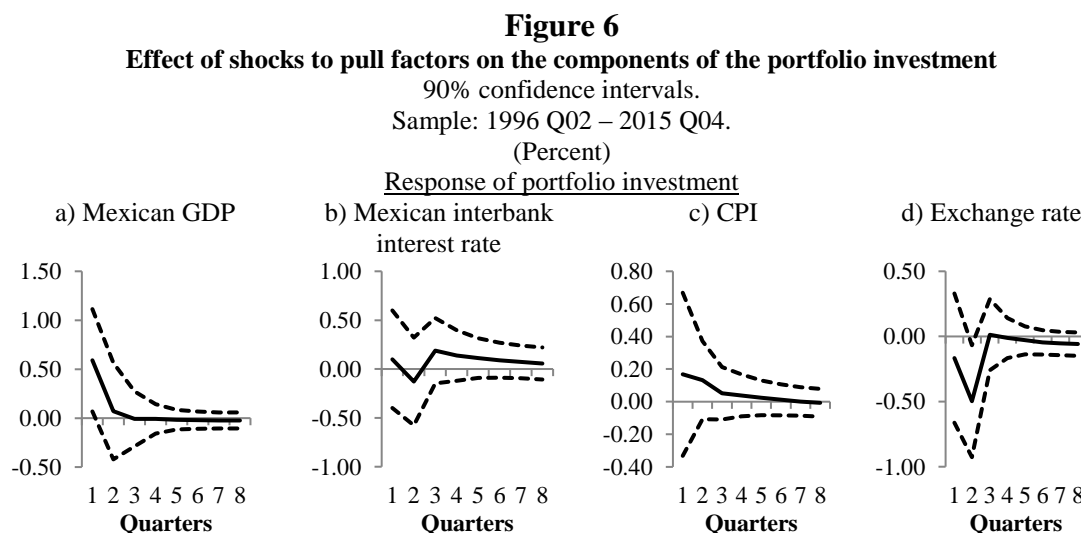 Figure 6
Effect of shocks to pull factors on the components of the portfolio investment
90% confidence intervals.
Sample: 1996 Q02 – 2015 Q04.
(Percent)
Response of portfolio investment
a) Mexican GDP
1.50
1.00
0.50
0.00
-0.50
1 2 3 4 5 6 7 8
Quarters
b) Mexican interbank
interest rate
1.00
0.50
0.00
-0.50
-1.00
1 2 3 4 5 6 7 8
Quarters
c) CPI
0.80
0.60
0.40
0.20
0.00
-0.20
-0.40
1 2 3 4 5 6 7 8
Quarters
d) Exchange rate
0.50
0.00
-0.50
-1.00
1 2 3 4 5 6 7 8
Quarters